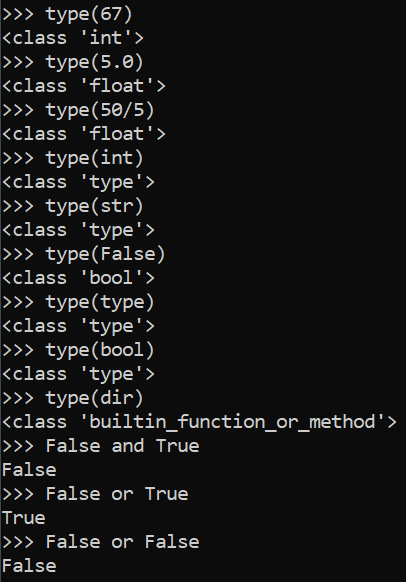 >>> type(67)
<class 'int'>
>>> type(5.0)
<class 'float'>
>>> type(50/5)
<class 'float'>
>>> type(int)
<class 'type'>
>>> type(str)
<class 'type'>
>>> type(False)
<class 'bool'>
>>> type(type)
<class 'type'>
>>> type(bool)
<class 'type'>
>>> type(dir)
<class 'builtin_function_or_method'>
>>> False and True
False
>>> False or True
True
>>> False or False
False